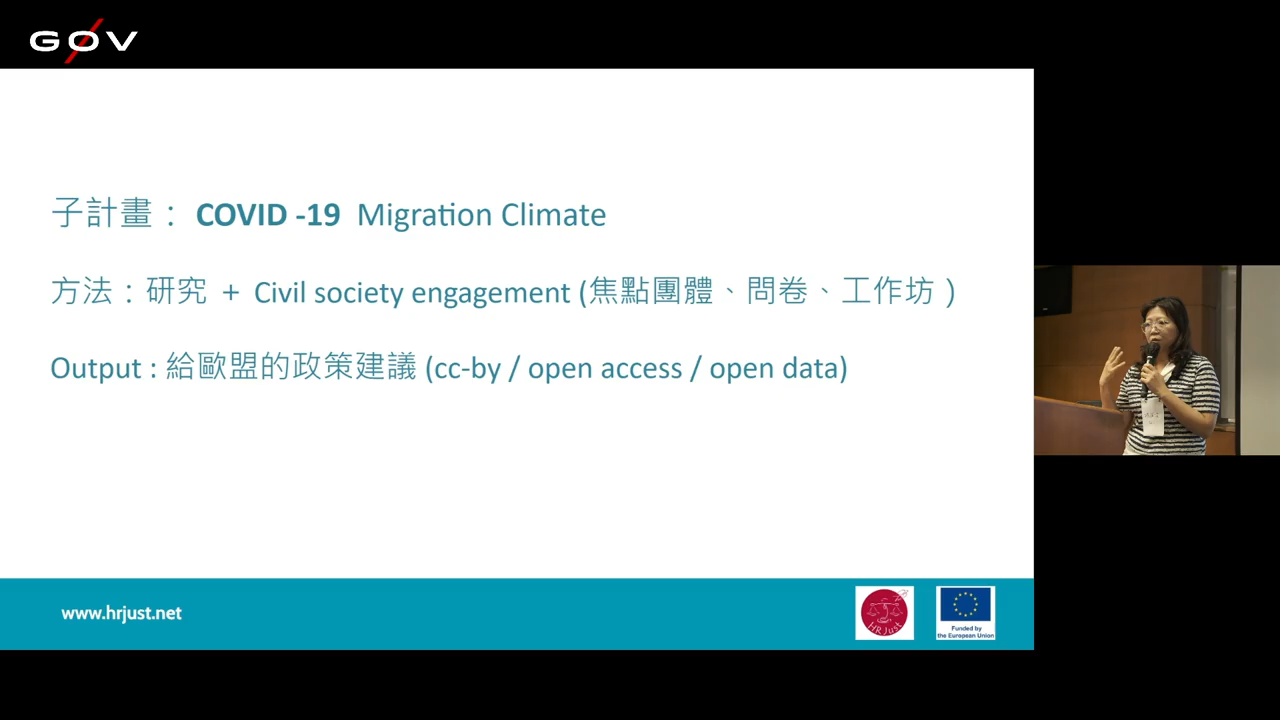 GØV
子計畫： COVID -19 Migration Climate
方法：研究 + Civil society engagement (焦點團體、問卷、工作坊 )
Output : 給歐盟的政策建議 (cc-by / open access / open data)
www.hrjust.net
HRJust
Funded by
the European Union